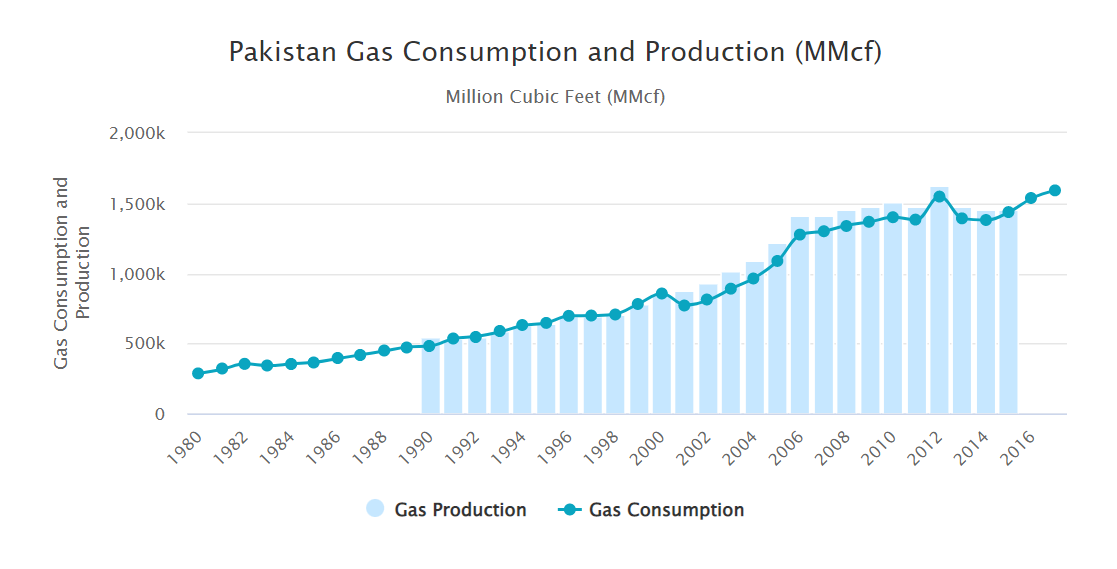 Pakistan Gas Consumption and Production (MMcf)
Million Cubic Feet (MMcf)
Gas Consumption and
Production
2,000k
1,500k
1,000k
500k
0
1980
1982
1984
1986
1988
1990
1992
1994
1996
1998
2000
2002
2004
2006
2008
2010
2012
2014
2016
Gas Production
Gas Consumption